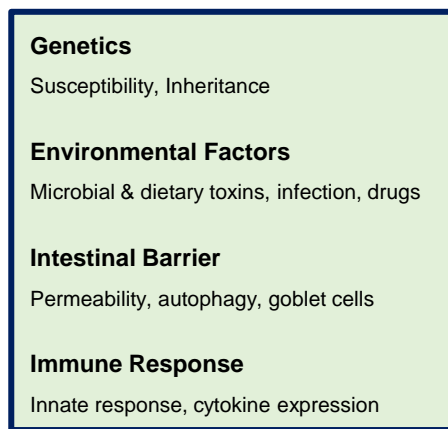 Genetics
Susceptibility, Inheritance
Environmental Factors
Microbial & dietary toxins, infection, drugs
Intestinal Barrier
Permeability, autophagy, goblet cells
Immune Response
Innate response, cytokine expression